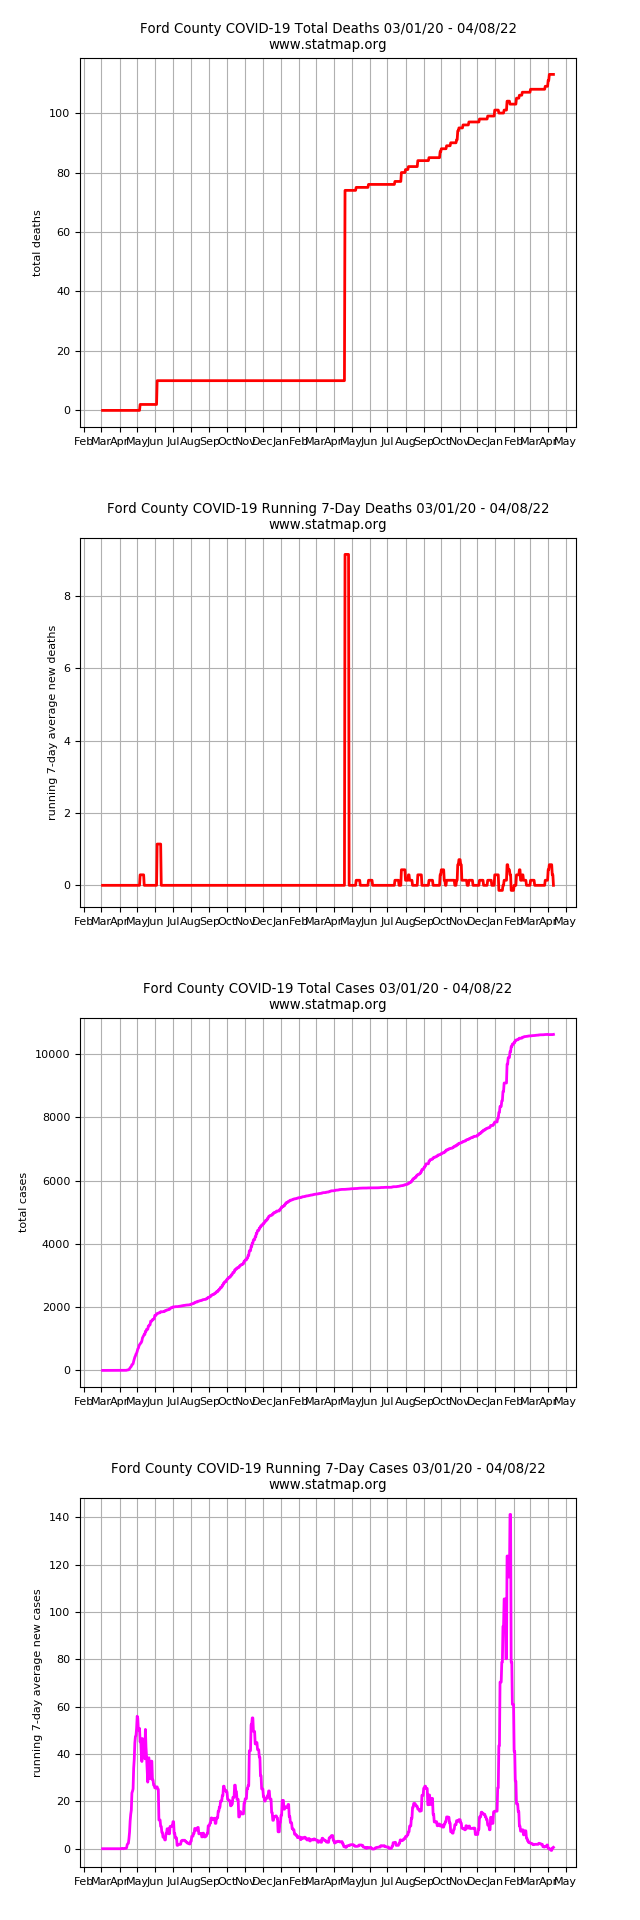 Ford County COVID-19 Total Deaths 03/01/20 - 04/08/22
www.statmap.org
total deaths
100
80
60
40
20
0
Feb Mar Apr May Jun Jul Aug Sep Oct Nov Dec Jan Feb Mar Apr May Jun Jul Aug Sep Oct Nov Dec Jan Feb Mar Apr May
Ford County COVID-19 Running 7-Day Deaths 03/01/20 - 04/08/22
www.statmap.org
running 7-day average new deaths
8
6
4
2
0
Feb Mar Apr May Jun Jul Aug Sep Oct Nov Dec Jan Feb Mar Apr May Jun Jul Aug Sep Oct Nov Dec Jan Feb Mar Apr May
Ford County COVID-19 Total Cases 03/01/20 - 04/08/22
www.statmap.org
total cases
10000
8000
6000
4000
2000
0
Feb Mar Apr May Jun Jul Aug Sep Oct Nov Dec Jan Feb Mar Apr May Jun Jul Aug Sep Oct Nov Dec Jan Feb Mar Apr May
Ford County COVID-19 Running 7-Day Cases 03/01/20 - 04/08/22
www.statmap.org
running 7-day average new cases
140
120
100
80
60
40
20
0
Feb Mar Apr May Jun Jul Aug Sep Oct Nov Dec Jan Feb Mar Apr May Jun Jul Aug Sep Oct Nov Dec Jan Feb Mar Apr May